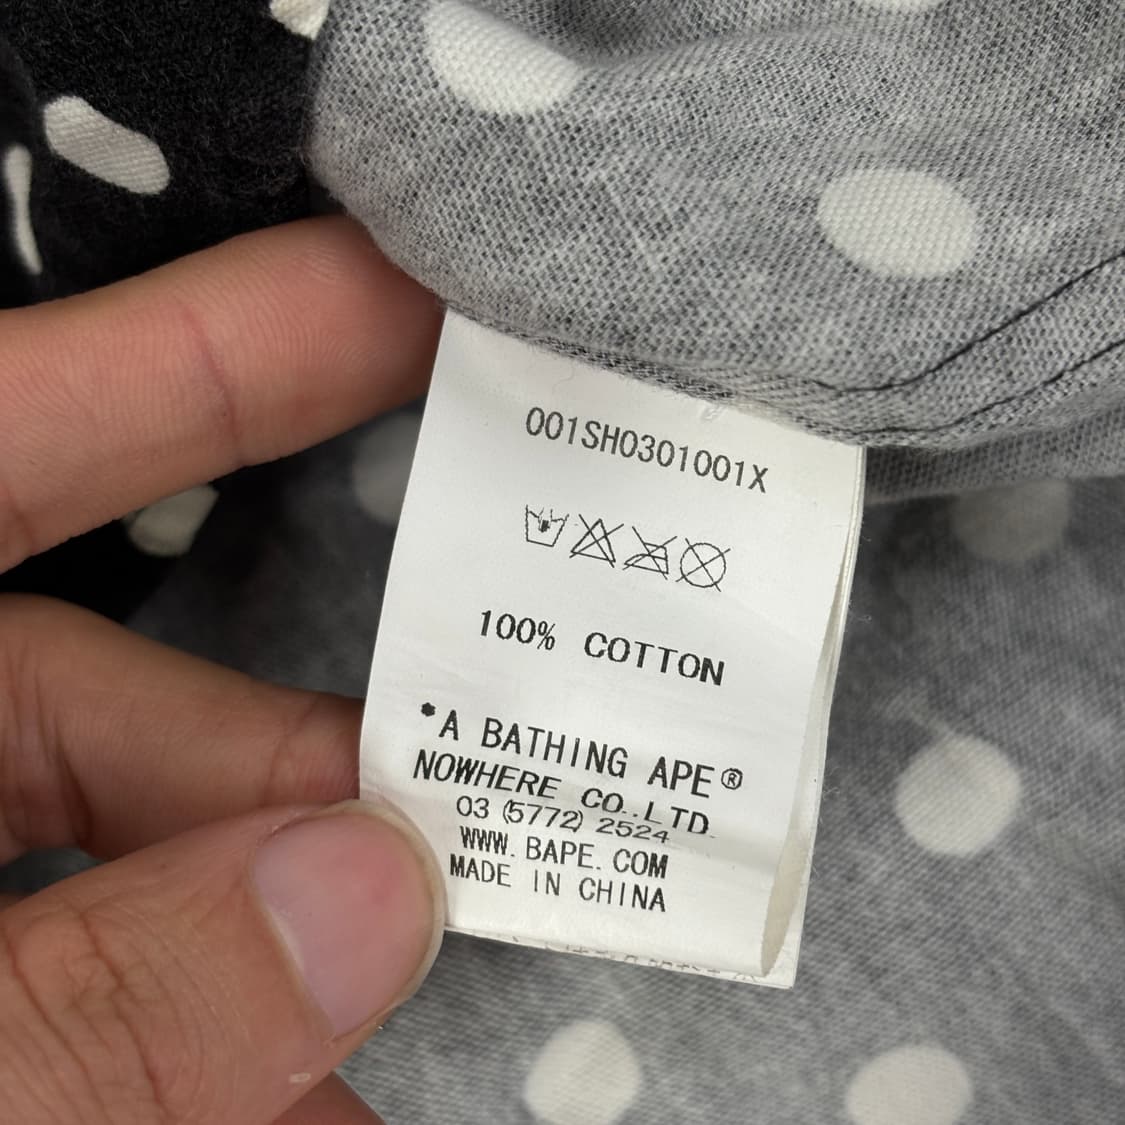 001SH0301001X
100% COTTON
*A BATHING APE®
NOWHERE CO.,LTD.
03 (5772) 2524
WWW. BAPE. COM
MADE IN CHINA